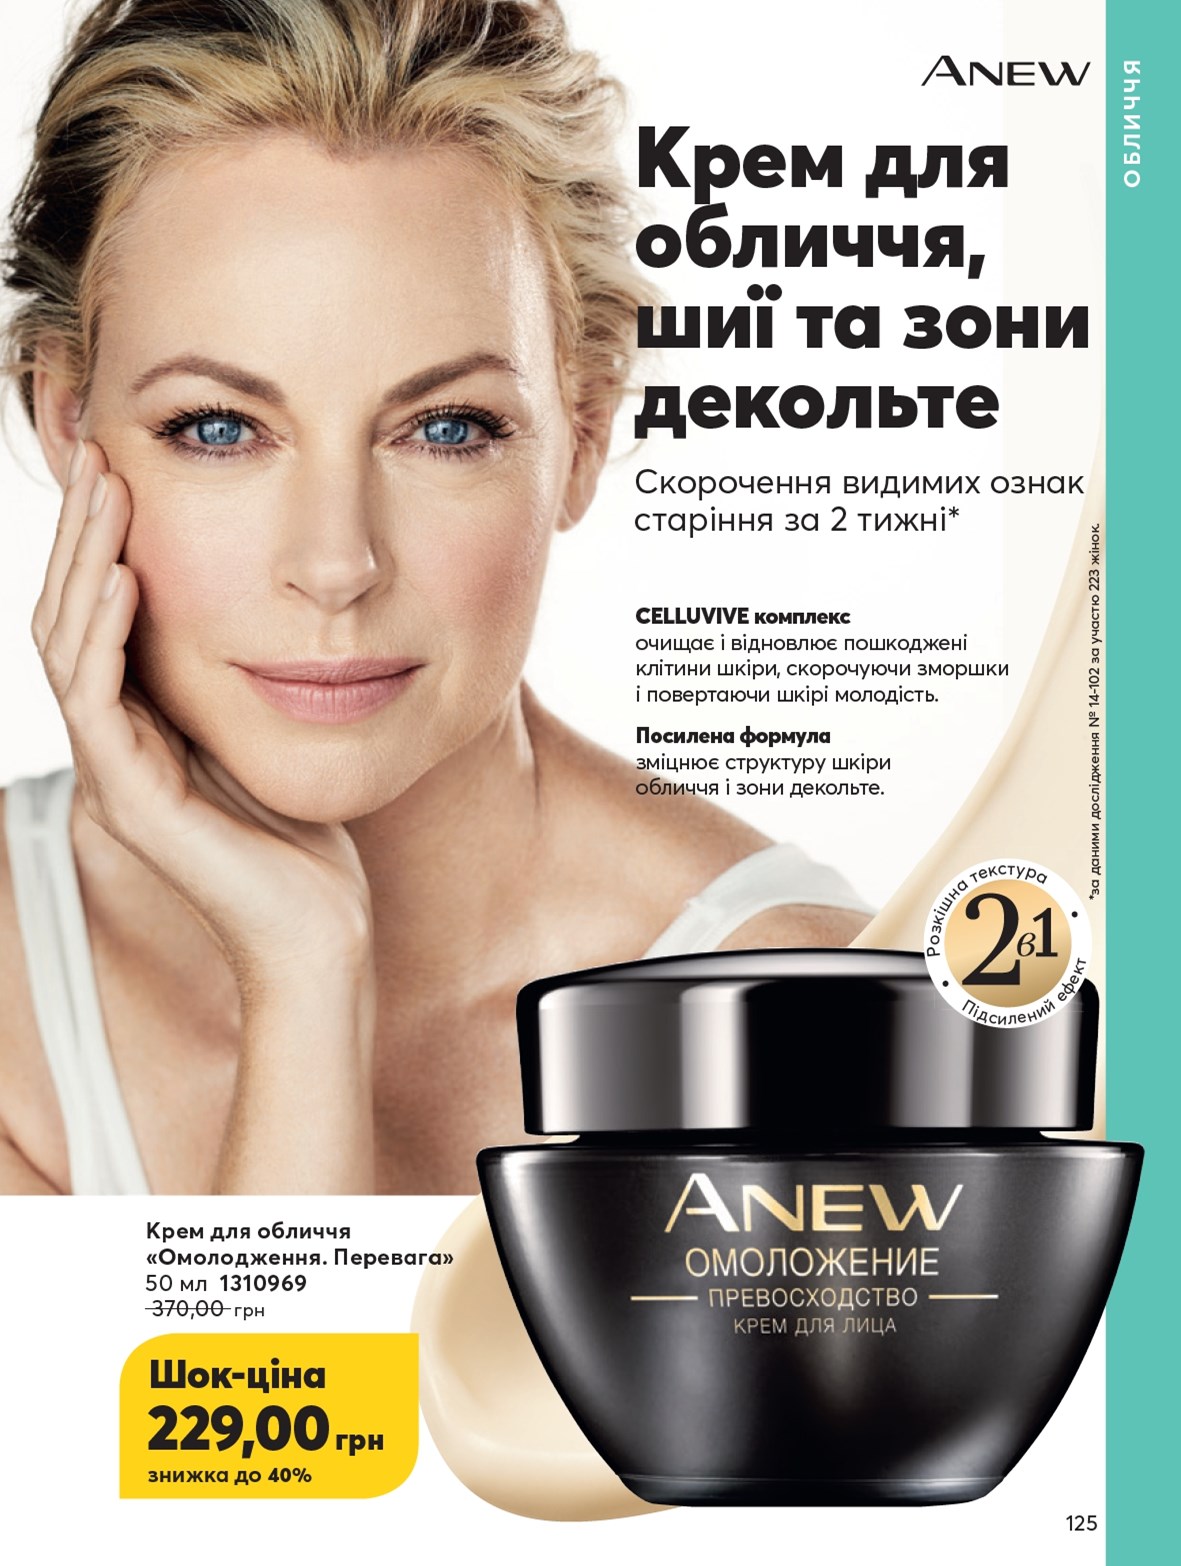 ANEW
ОБЛИЧЧЯ
Крем для
обличчя,
шиї та зони
декольте
Скорочення видимих ознак
старіння за 2 тижні*
CELLUVIVE комплекс
очищає і відновлює пошкоджені
клітини шкіри, скорочуючи зморшки
і повертаючи шкірі молодість.
Посилена формула
зміцнює структуру шкіри
обличчя і зони декольте.
*за даними дослідження № 14-102 за участю 223 жінок.
Розкішна текстура
2в1
Підсилений ефект
ANEW
ОМОЛОЖЕНИЕ
ПРЕВОСХОДСТВО
КРЕМ ДЛЯ ЛИЦА
Крем для обличчя
«Омолодження. Перевага»
50 мл 1310969
370,00 грн
Шок-ціна
229,00 грн
знижка до 40%
125